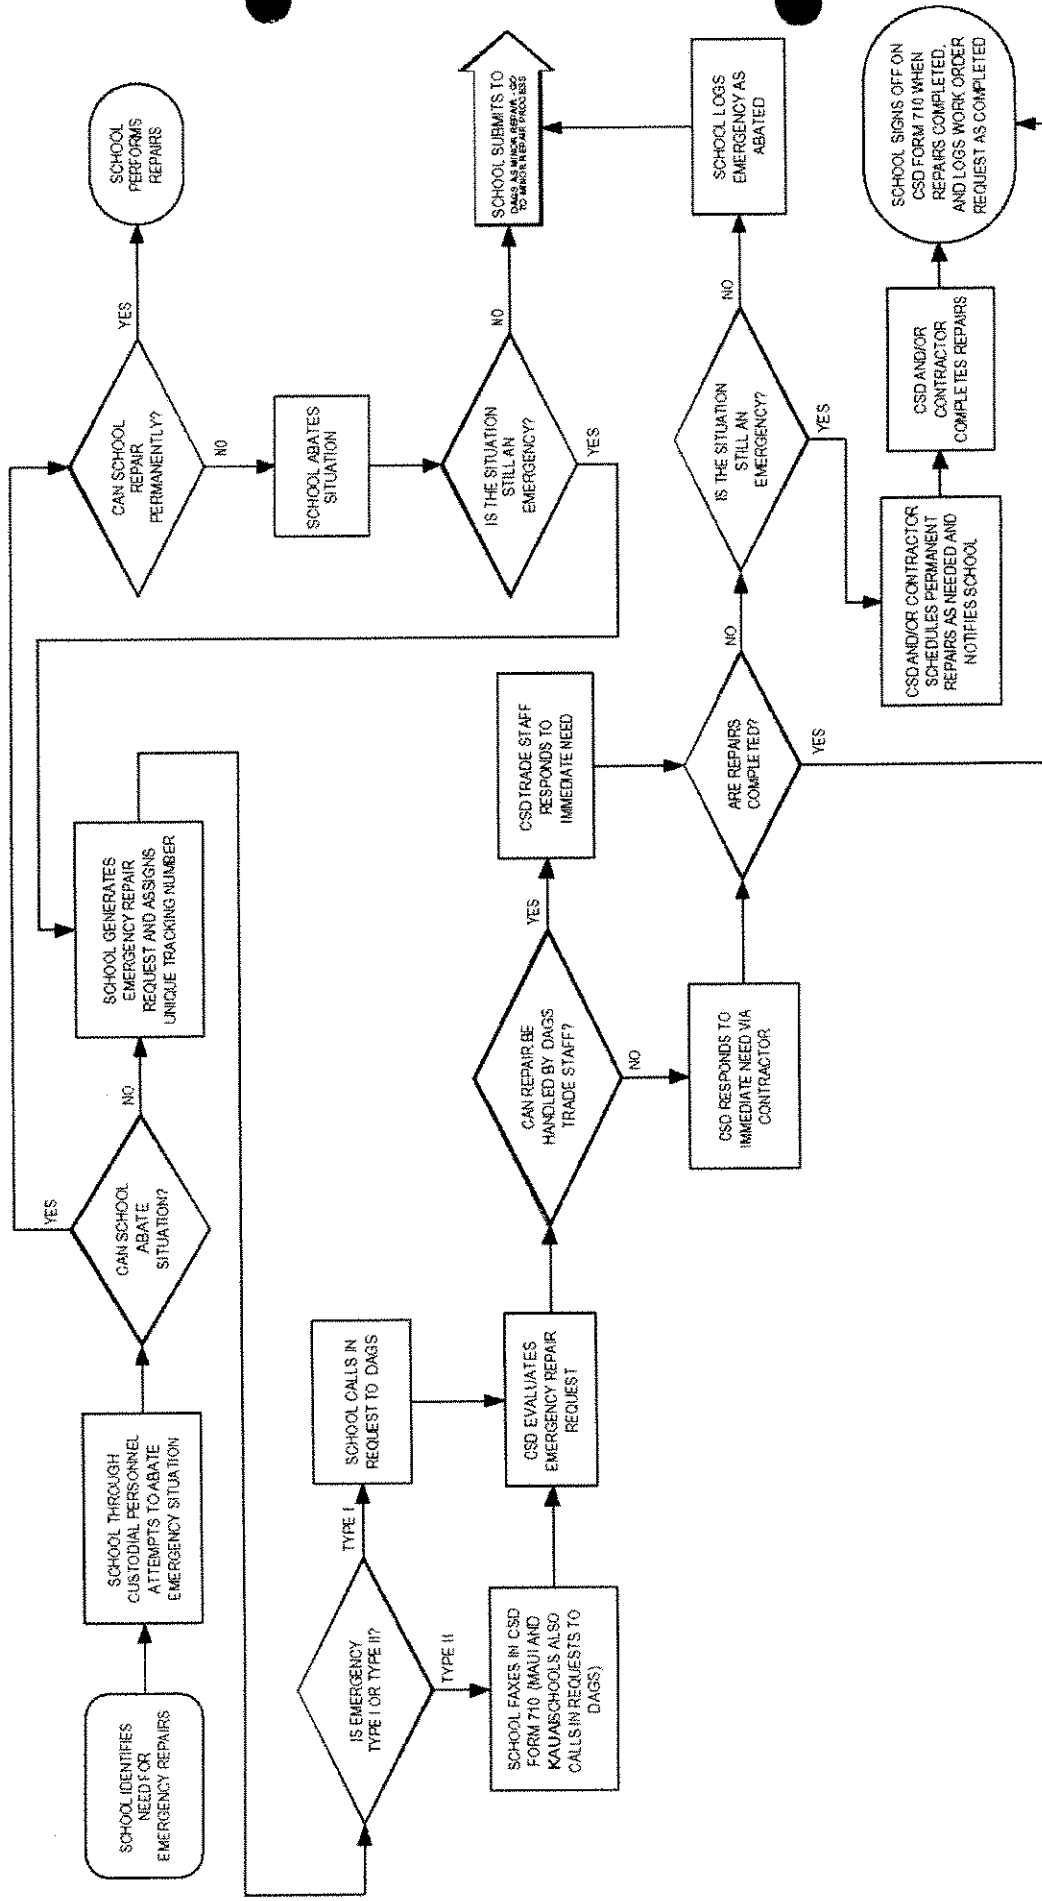 SCHOOL IDENTIFIES
NEED FOR
EMERGENCY REPAIRS
SCHOOL THROUGH
CUSTODIAL PERSONNEL
ATTEMPTS TO ABATE
EMERGENCY SITUATION
CAN SCHOOL
ABATE
SITUATION?
YES
NO
SCHOOL GENERATES
EMERGENCY REPAIR
REQUEST AND ASSIGNS
UNIQUE TRACKING NUMBER
CAN SCHOOL
REPAIR
PERMANENTLY?
YES
SCHOOL
PERFORMS
REPAIRS
NO
SCHOOL ABATES
SITUATION
IS THE SITUATION
STILL AN
EMERGENCY?
NO
YES
SCHOOL SUBMITS TO
DAGS AS MINOR REPAIR - GO
TO MINOR REPAIR PROCESS
IS EMERGENCY
TYPE I OR TYPE II?
TYPE I
SCHOOL CALLS IN
REQUEST TO DAGS
TYPE II
SCHOOL FAXES IN CSD
FORM 710 (MAUI AND
KAUAI SCHOOLS ALSO
CALLS IN REQUESTS TO
DAGS)
CSD EVALUATES
EMERGENCY REPAIR
REQUEST
CAN REPAIR BE
HANDLED BY DAGS
TRADE STAFF?
YES
CSD TRADE STAFF
RESPONDS TO
IMMEDIATE NEED
NO
CSD RESPONDS TO
IMMEDIATE NEED VIA
CONTRACTOR
ARE REPAIRS
COMPLETED?
NO
YES
IS THE SITUATION
STILL AN
EMERGENCY?
NO
SCHOOL LOGS
EMERGENCY AS
ABATED
YES
CSD AND/OR CONTRACTOR
SCHEDULES PERMANENT
REPAIRS AS NEEDED AND
NOTIFIES SCHOOL
CSD AND/OR
CONTRACTOR
COMPLETES REPAIRS
SCHOOL SIGNS OFF ON
CSD FORM 710 WHEN
REPAIRS COMPLETED,
AND LOGS WORK ORDER
REQUEST AS COMPLETED